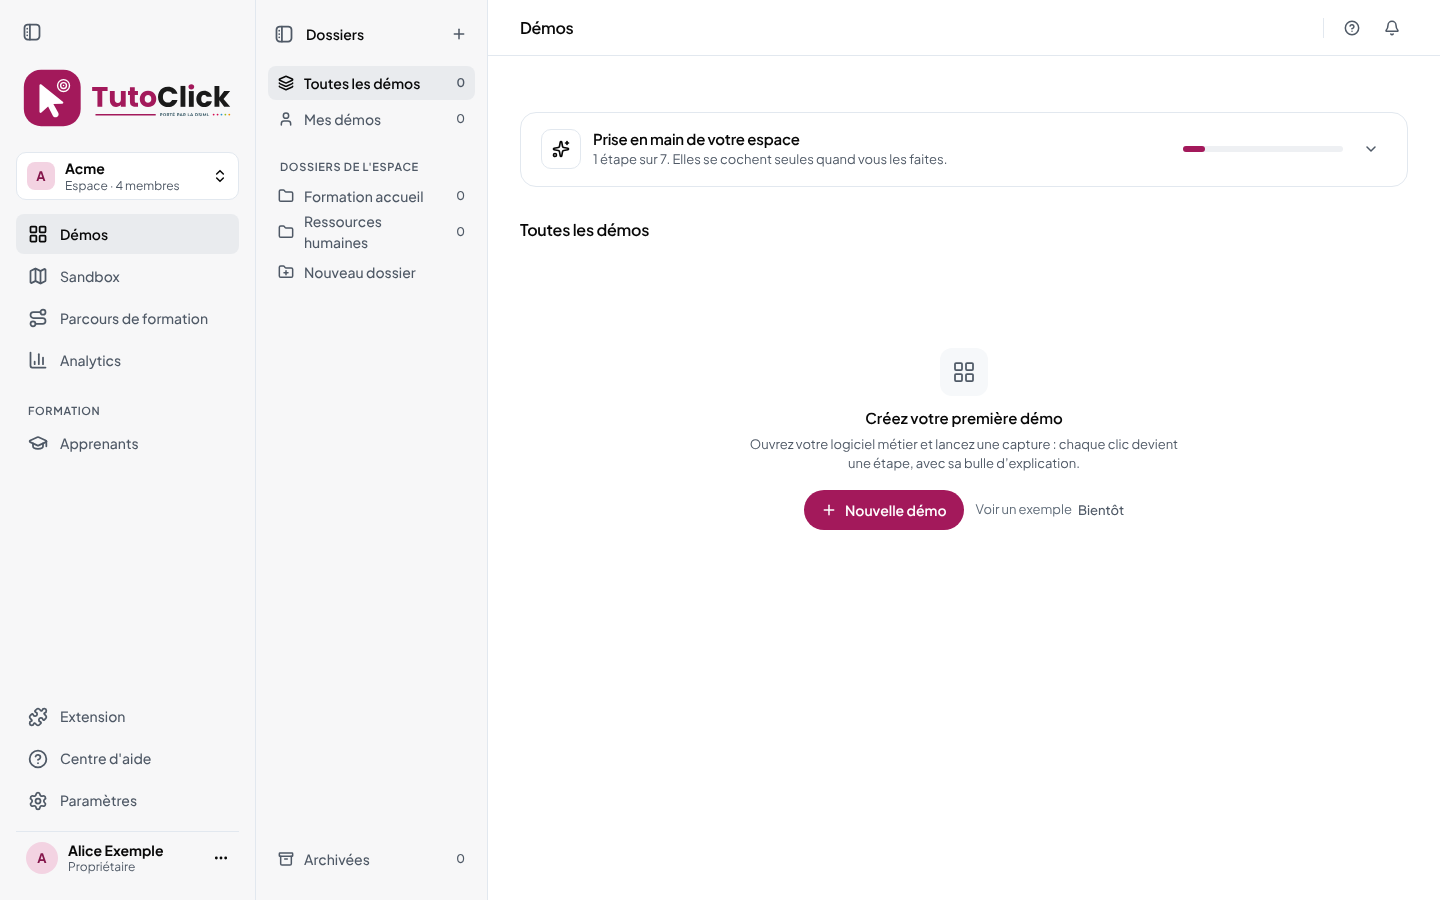 TutoClick
PORTÉ PAR LA DSIML
A
Acme
Espace · 4 membres
Démos
Sandbox
Parcours de formation
Analytics
FORMATION
Apprenants
Extension
Centre d'aide
Paramètres
A
Alice Exemple
Propriétaire
Dossiers
Toutes les démos 0
Mes démos 0
DOSSIERS DE L'ESPACE
Formation accueil 0
Ressources
humaines 0
Nouveau dossier
Archivées 0
Démos
Prise en main de votre espace
1 étape sur 7. Elles se cochent seules quand vous les faites.
Toutes les démos
Créez votre première démo
Ouvrez votre logiciel métier et lancez une capture : chaque clic devient
une étape, avec sa bulle d’explication.
Nouvelle démo
Voir un exemple Bientôt